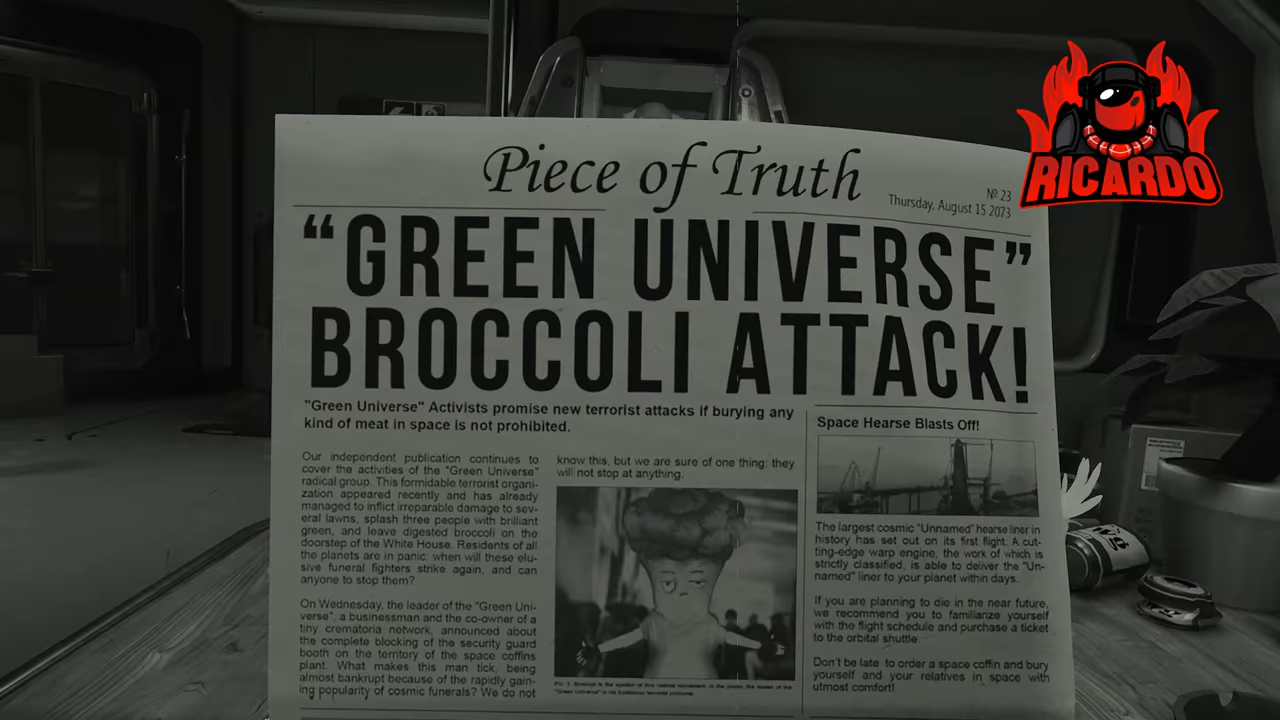 RICARDO
Piece of Truth
№ 23
Thursday, August 15 2073
“GREEN UNIVERSE”
BROCCOLI ATTACK!
"Green Universe" Activists promise new terrorist attacks if burying any
kind of meat in space is not prohibited.
Our independent publication continues to
cover the activities of the "Green Universe"
radical group. This formidable terrorist organi-
zation appeared recently and has already
managed to inflict irreparable damage to sev-
eral lawns, splash three people with brilliant
green, and leave digested broccoli on the
doorstep of the White House. Residents of all
the planets are in panic: when will these elu-
sive funeral fighters strike again, and can
anyone to stop them?
On Wednesday, the leader of the "Green Uni-
verse", a businessman and the co-owner of a
tiny crematoria network, announced about
the complete blocking of the security guard
booth on the territory of the space coffins
plant. What makes this man tick, being
almost bankrupt because of the rapidly gain-
ing popularity of cosmic funerals? We do not
know this, but we are sure of one thing: they
will not stop at anything.
"Green Universe" in his traditional terrorist costume.
Space Hearse Blasts Off!
The largest cosmic "Unnamed" hearse liner in
history has set out on its first flight. A cut-
ting-edge warp engine, the work of which is
strictly classified, is able to deliver the "Un-
named" liner to your planet within days.
If you are planning to die in the near future,
we recommend you to familiarize yourself
with the flight schedule and purchase a ticket
to the orbital shuttle.
Don't be late to order a space coffin and bury
yourself and your relatives in space with
utmost comfort!